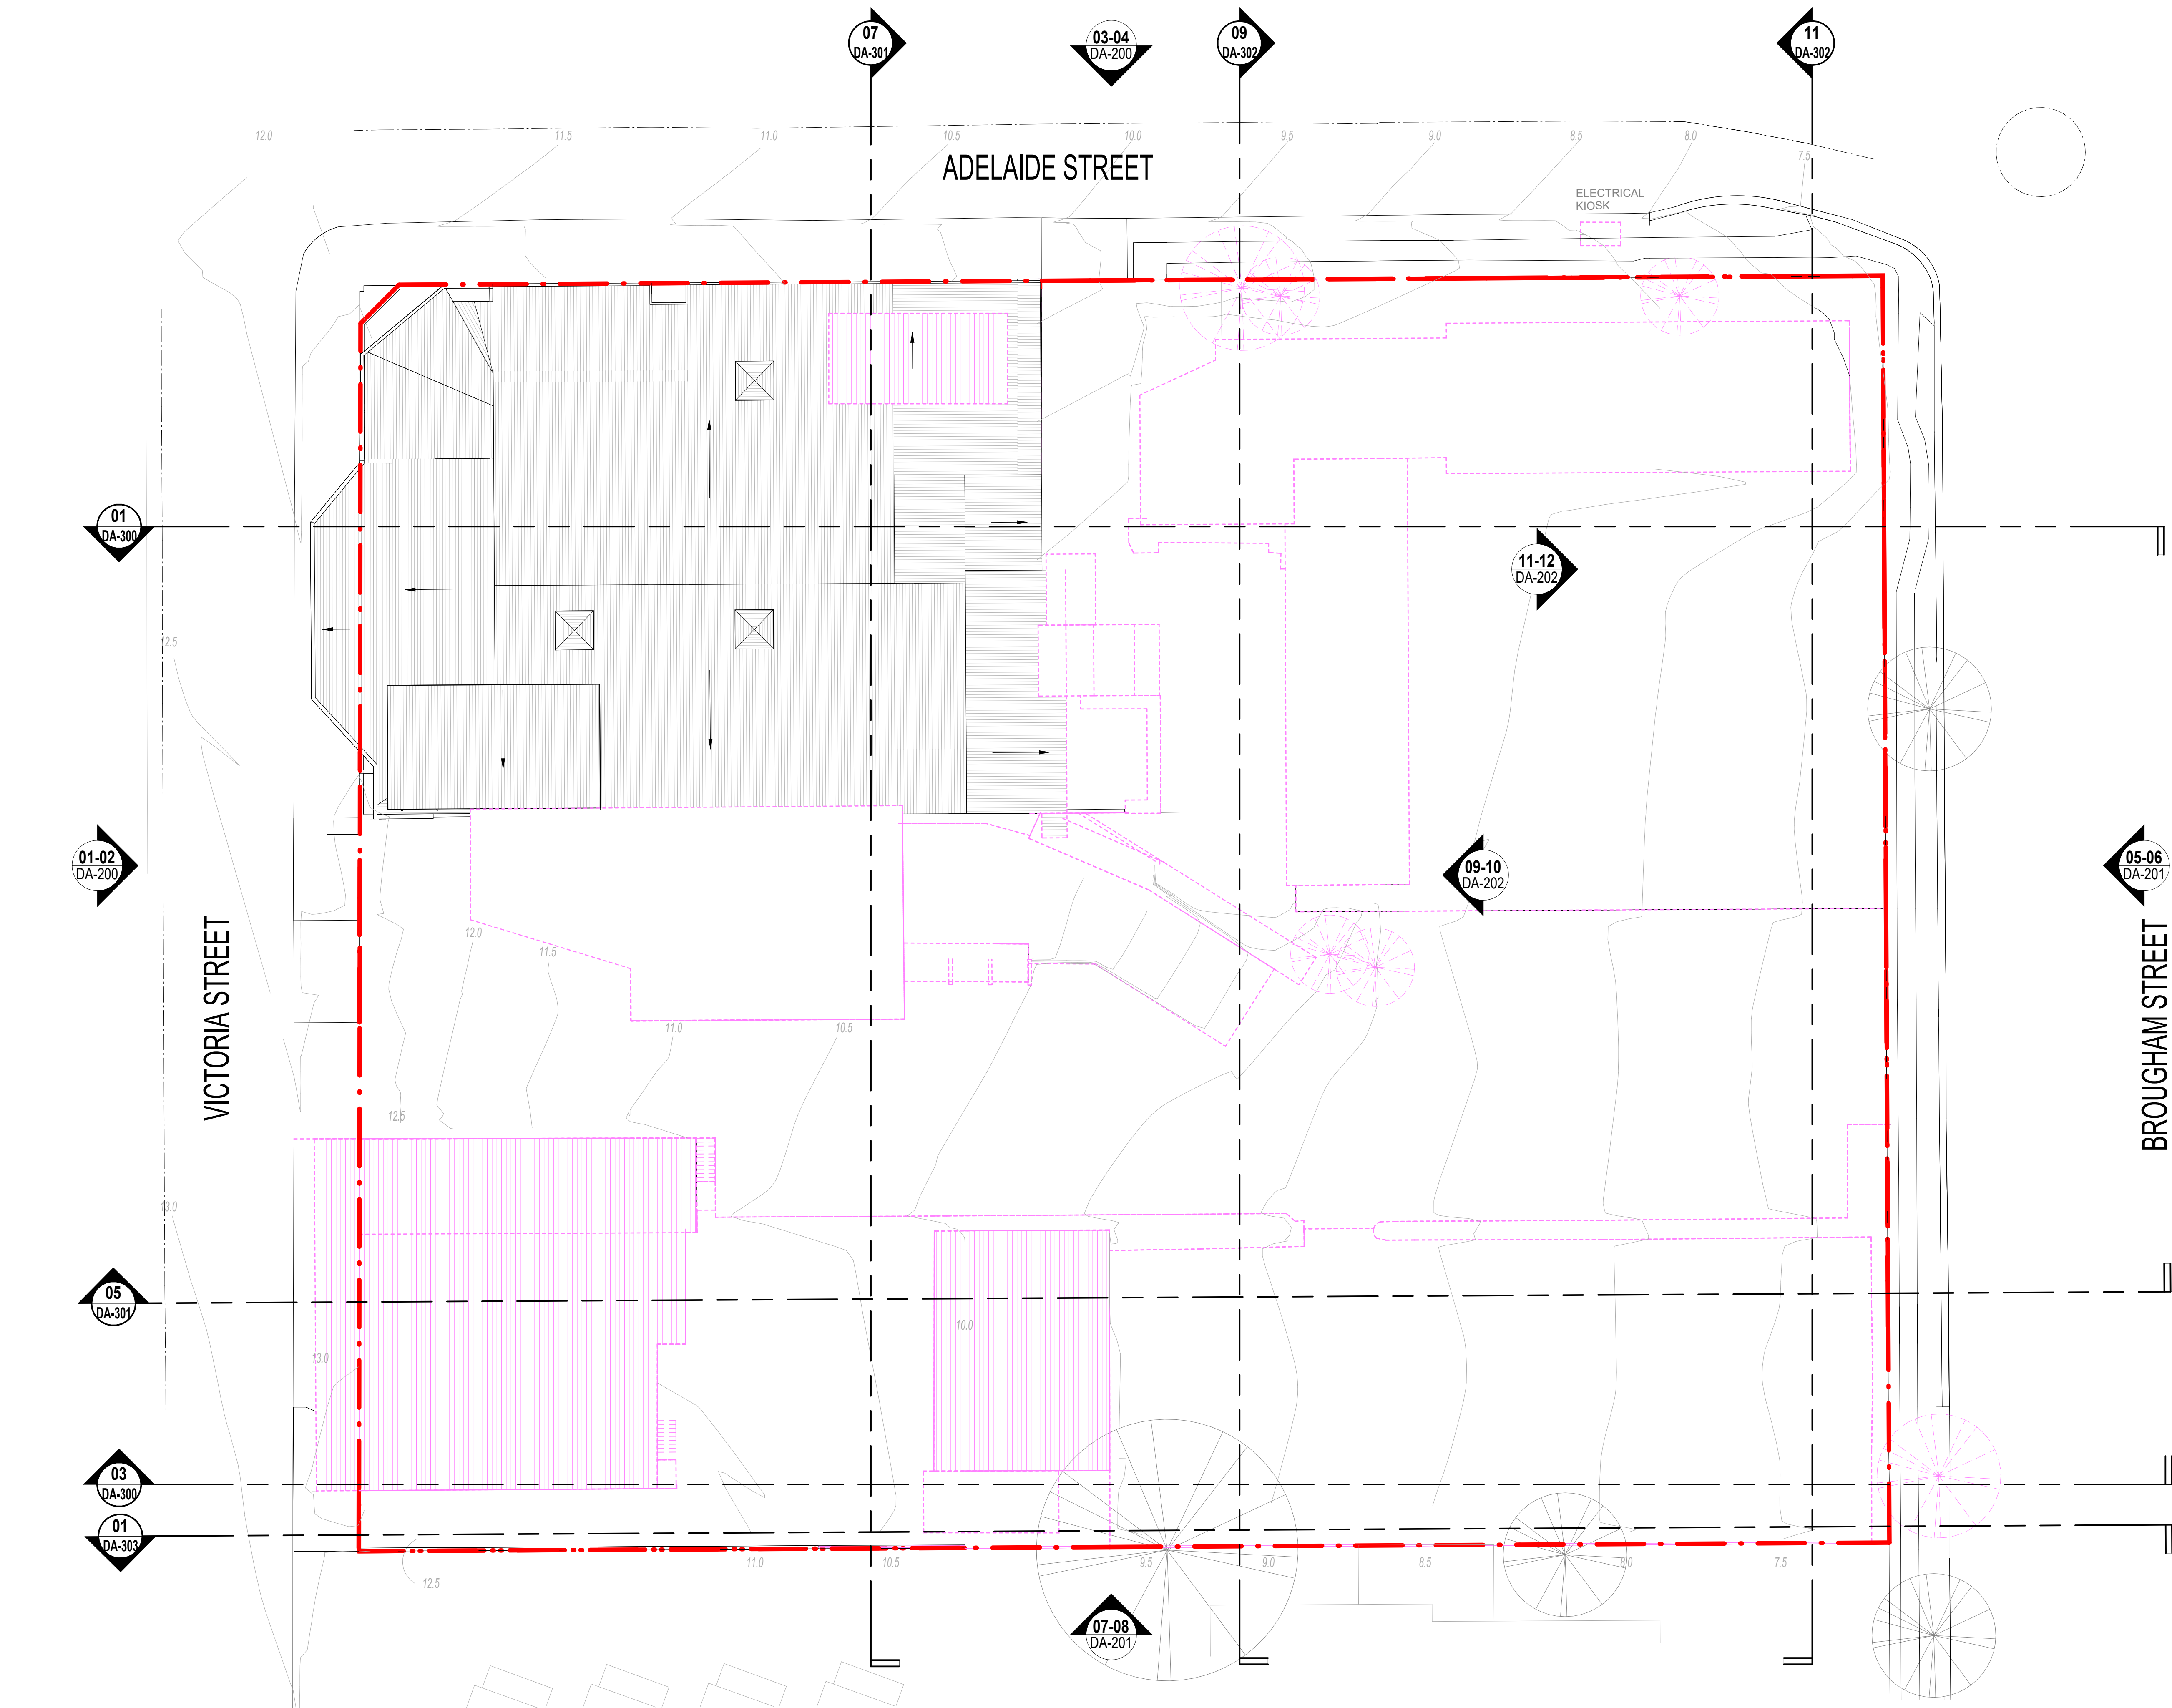 07
DA-301
03-04
DA-200
09
DA-302
11
DA-302
12.0
11.5
11.0
10.5
10.0
9.5
9.0
8.5
8.0
7.5
ADELAIDE STREET
ELECTRICAL
KIOSK
01
DA-300
11-12
DA-202
12.5
01-02
DA-200
09-10
DA-202
05-06
DA-201
VICTORIA STREET
BROUGHAM STREET
12.0
11.5
11.0
10.5
12.5
13.0
05
DA-301
10.0
13.0
03
DA-300
01
DA-303
11.0
10.5
9.5
9.0
8.5
8.0
7.5
12.5
07-08
DA-201